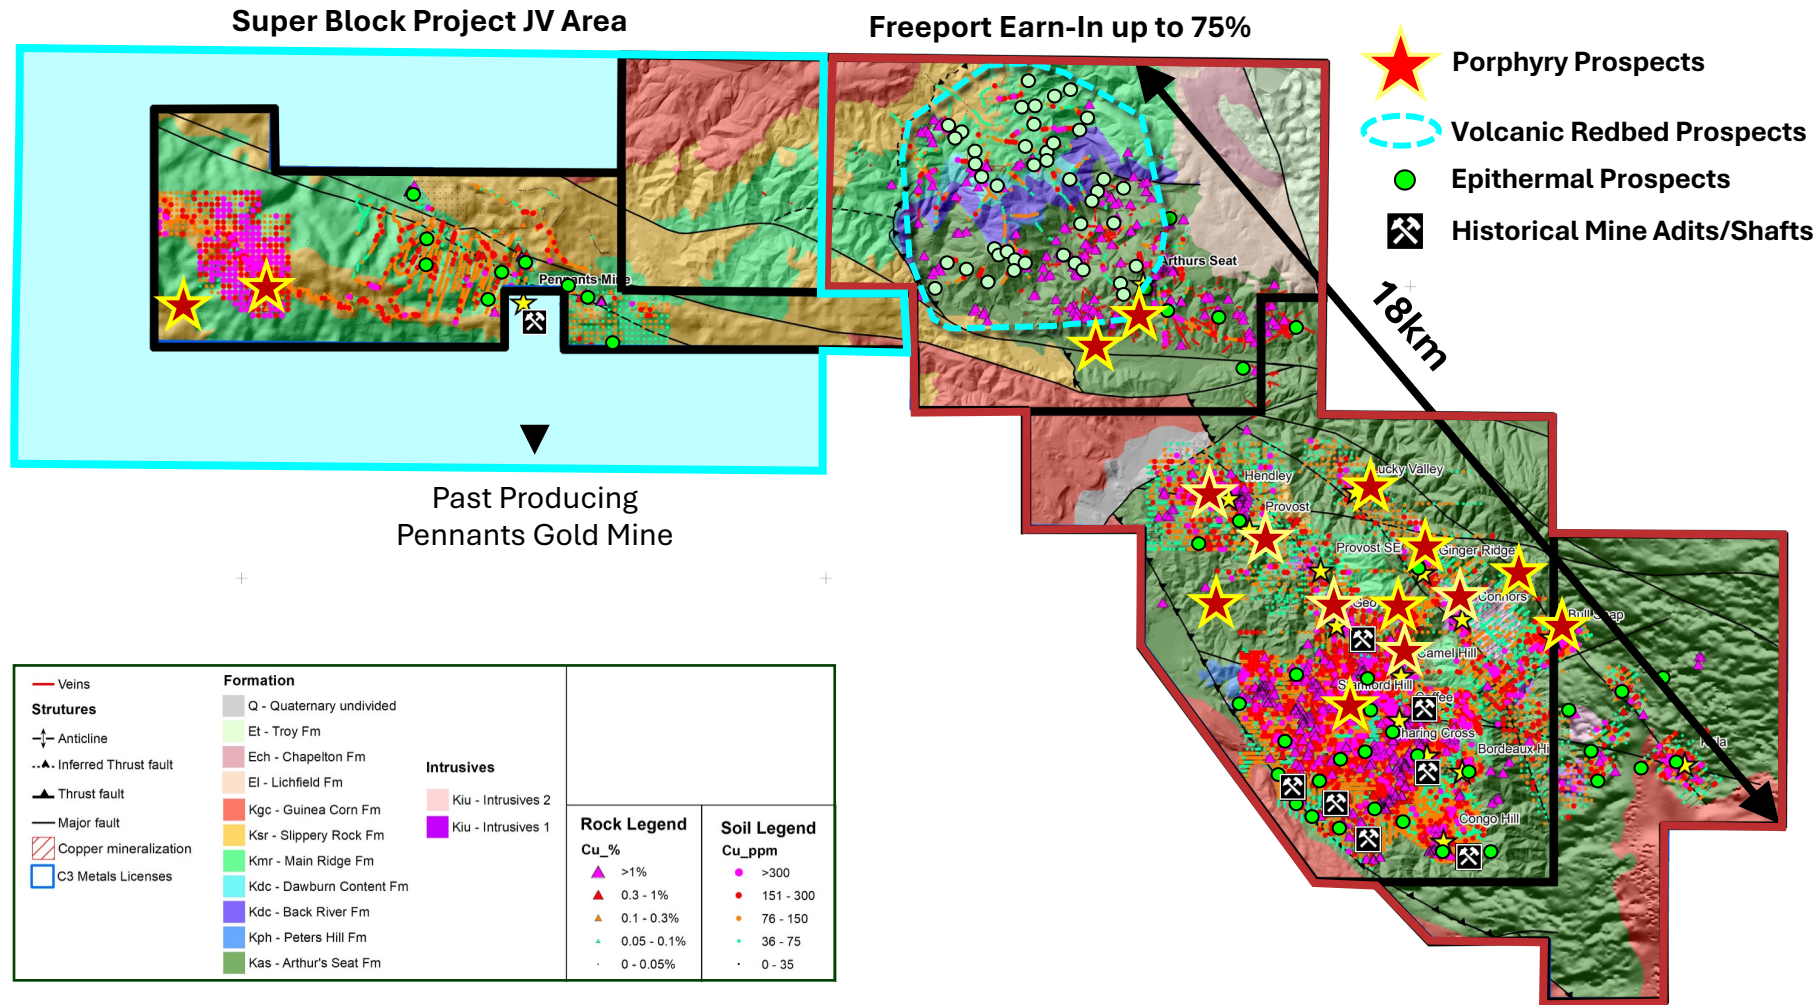 Super Block Project JV Area
Freeport Earn-In up to 75%
Porphyry Prospects
Volcanic Redbed Prospects
Epithermal Prospects
Historical Mine Adits/Shafts
Pennants Mine
Arthurs Seat
18km
Past Producing
Pennants Gold Mine
Hendley
Lucky Valley
Provost
Provost SE
Ginger Ridge
Geo
Connors
Camel Hill
Stamford Hill
Bordeaux Hi
Congo Hill
Veins
Strutures
Anticline
Inferred Thrust fault
Thrust fault
Major fault
Copper mineralization
C3 Metals Licenses
Formation
Q - Quaternary undivided
Et - Troy Fm
Ech - Chapelton Fm
El - Lichfield Fm
Kgc - Guinea Corn Fm
Ksr - Slippery Rock Fm
Kmr - Main Ridge Fm
Kdc - Dawburn Content Fm
Kdc - Back River Fm
Kph - Peters Hill Fm
Kas - Arthur's Seat Fm
Intrusives
Kiu - Intrusives 2
Kiu - Intrusives 1
Rock Legend
Cu_%
>1%
0.3 - 1%
0.1 - 0.3%
0.05 - 0.1%
0 - 0.05%
Soil Legend
Cu_ppm
>300
151 - 300
76 - 150
36 - 75
0 - 35